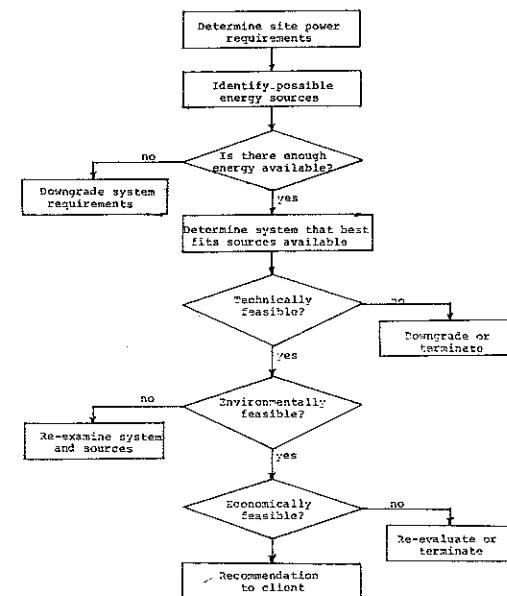 Determine site power
requirements
Identify possible
energy sources
Is there enough
energy available?
no
Downgrade system
requirements
yes
Determine system that best
fits sources available
Technically
feasible?
no
Downgrade or
terminate
yes
Environmentally
feasible?
no
Re-examine system
and sources
yes
Economically
feasible?
no
Re-evaluate or
terminate
Recommendation
to client